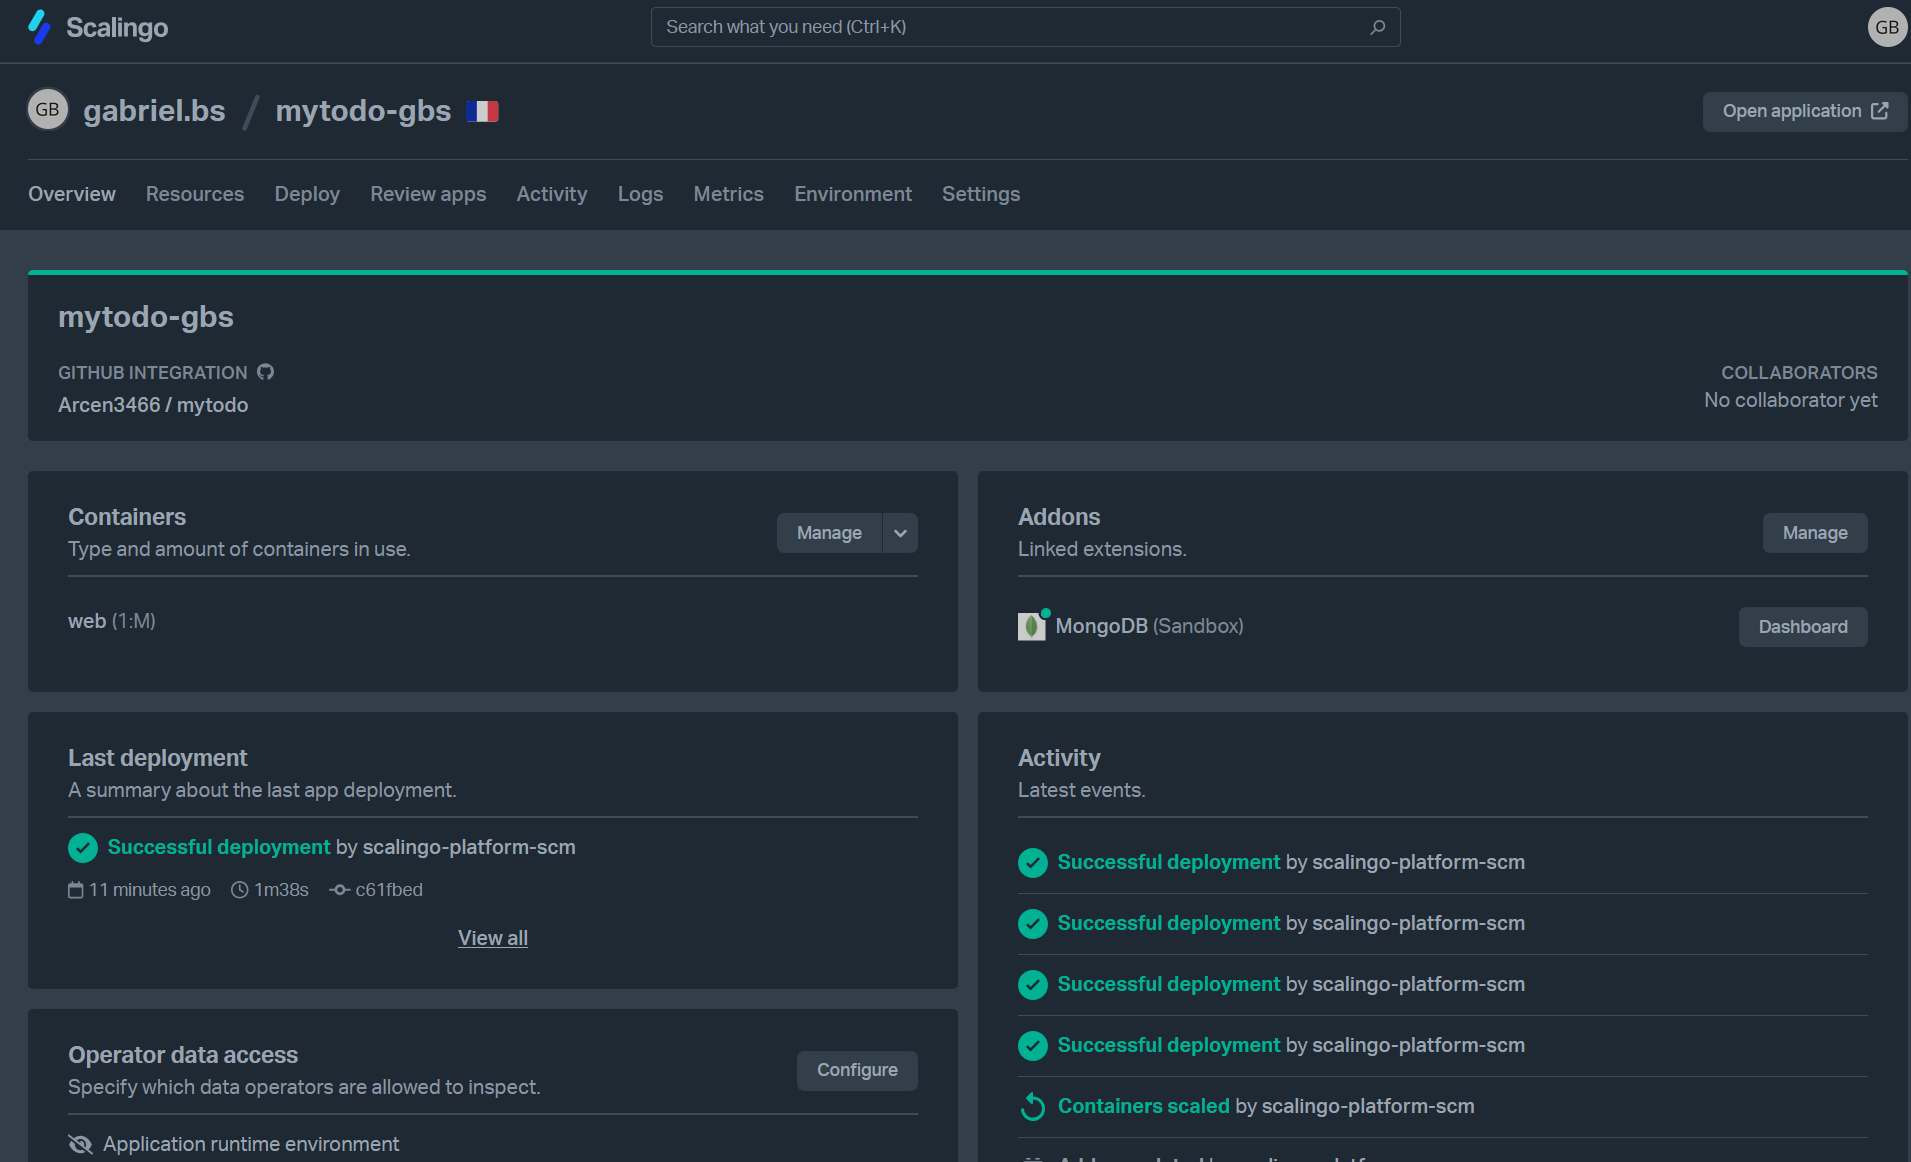 Scalingo
Search what you need (Ctrl+K)
GB
GB gabriel.bs / mytodo-gbs
Open application
Overview Resources Deploy Review apps Activity Logs Metrics Environment Settings
mytodo-gbs
GITHUB INTEGRATION
Arcen3466 / mytodo
COLLABORATORS
No collaborator yet
Containers
Type and amount of containers in use.
Manage
web (1:M)
Addons
Linked extensions.
Manage
MongoDB (Sandbox)
Dashboard
Last deployment
A summary about the last app deployment.
Successful deployment by scalingo-platform-scm
11 minutes ago 1m38s c61fbed
View all
Operator data access
Specify which data operators are allowed to inspect.
Configure
Application runtime environment
Activity
Latest events.
Successful deployment by scalingo-platform-scm
Successful deployment by scalingo-platform-scm
Successful deployment by scalingo-platform-scm
Successful deployment by scalingo-platform-scm
Containers scaled by scalingo-platform-scm